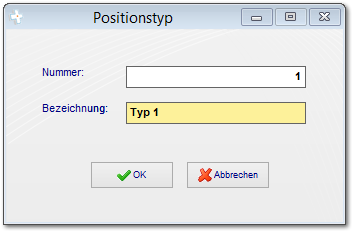 Positionstyp
Nummer: 1
Bezeichnung: Typ 1
OK Abbrechen